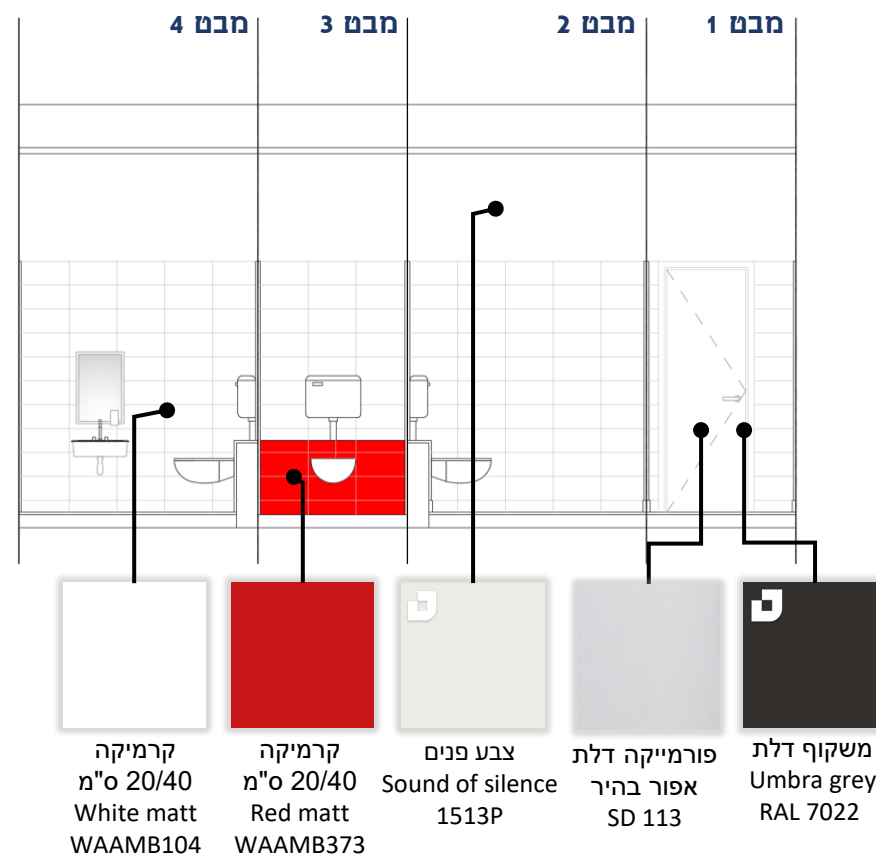 מבט 1
מבט 2
מבט 3
מבט 4
משקוף דלת
Umbra grey
RAL 7022
פורמייקה דלת
אפור בהיר
SD 113
צבע פנים
Sound of silence
1513P
קרמיקה
20/40 ס"מ
Red matt
WAAMB373
קרמיקה
20/40 ס"מ
White matt
WAAMB104